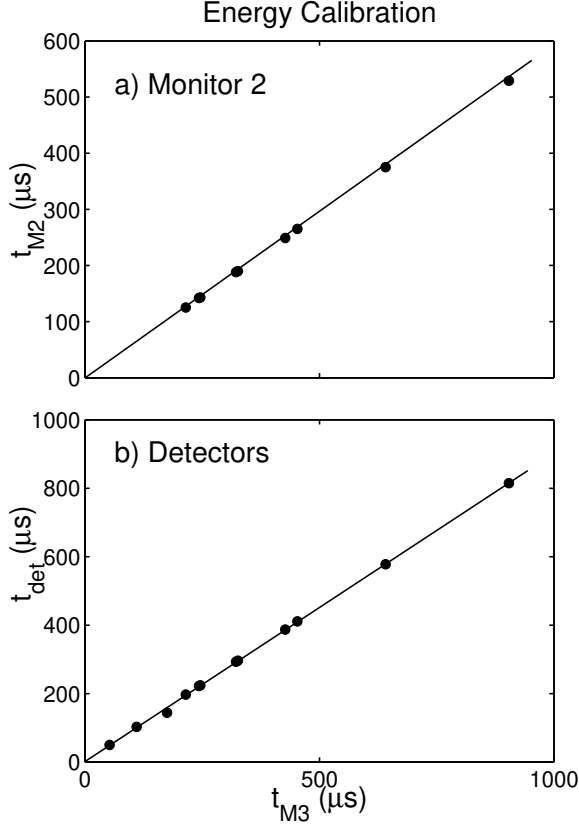 Energy Calibration
600
a) Monitor 2
500
400
300
200
100
0
t_M2 (μs)
1000
b) Detectors
800
600
400
200
0
t_det (μs)
0 500 1000
t_M3 (μs)